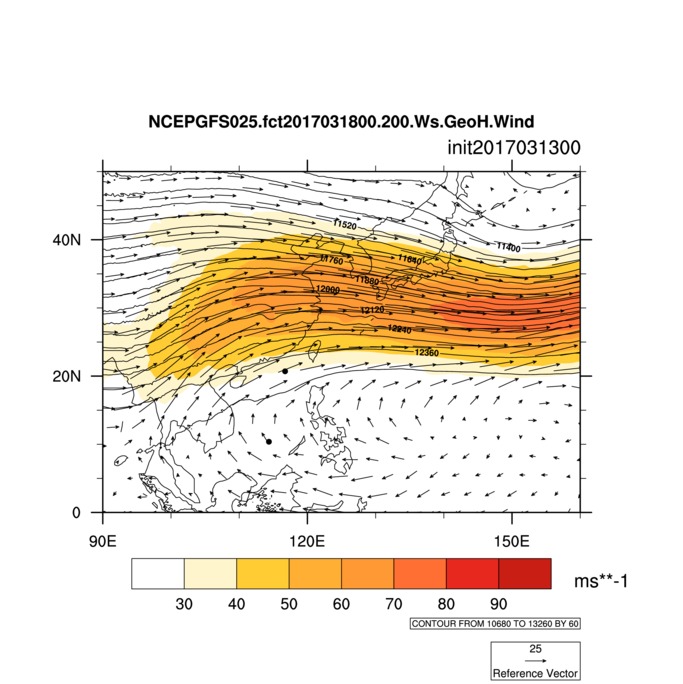 NCEPGFS025.fct2017031800.200.Ws.GeoH.Wind
init2017031300
40N
20N
0
11520
11400
11760
11640
11880
12000
12120
12240
12360
90E 120E 150E
30 40 50 60 70 80 90
ms**-1
CONTOUR FROM 10680 TO 13260 BY 60
25
Reference Vector